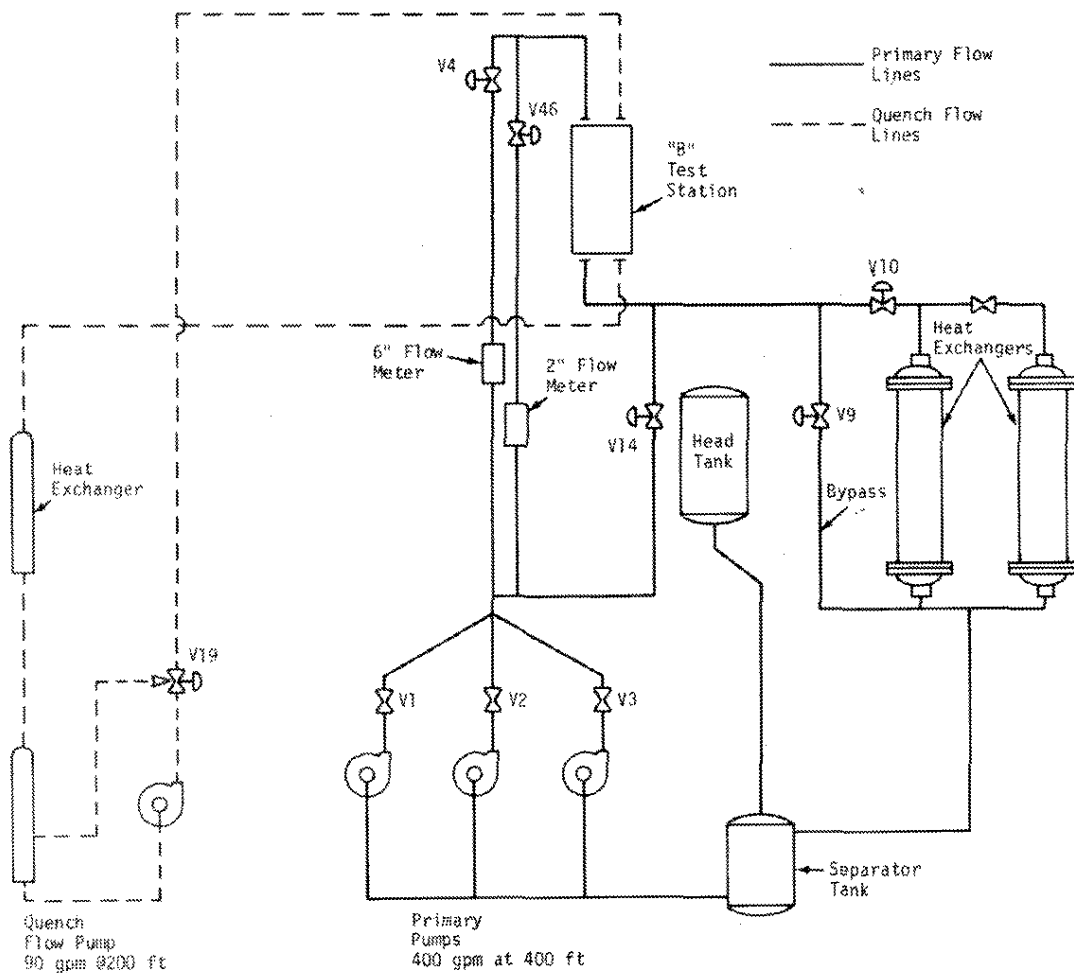 V4
V46
Primary Flow
Lines
Quench Flow
Lines
"B"
Test
Station
V10
6" Flow
Meter
2" Flow
Meter
Heat
Exchangers
V14
Head
Tank
V9
Bypass
Heat
Exchanger
V19
V1
V2
V3
Separator
Tank
Quench
Flow Pump
90 gpm @200 ft
Primary
Pumps
400 gpm at 400 ft